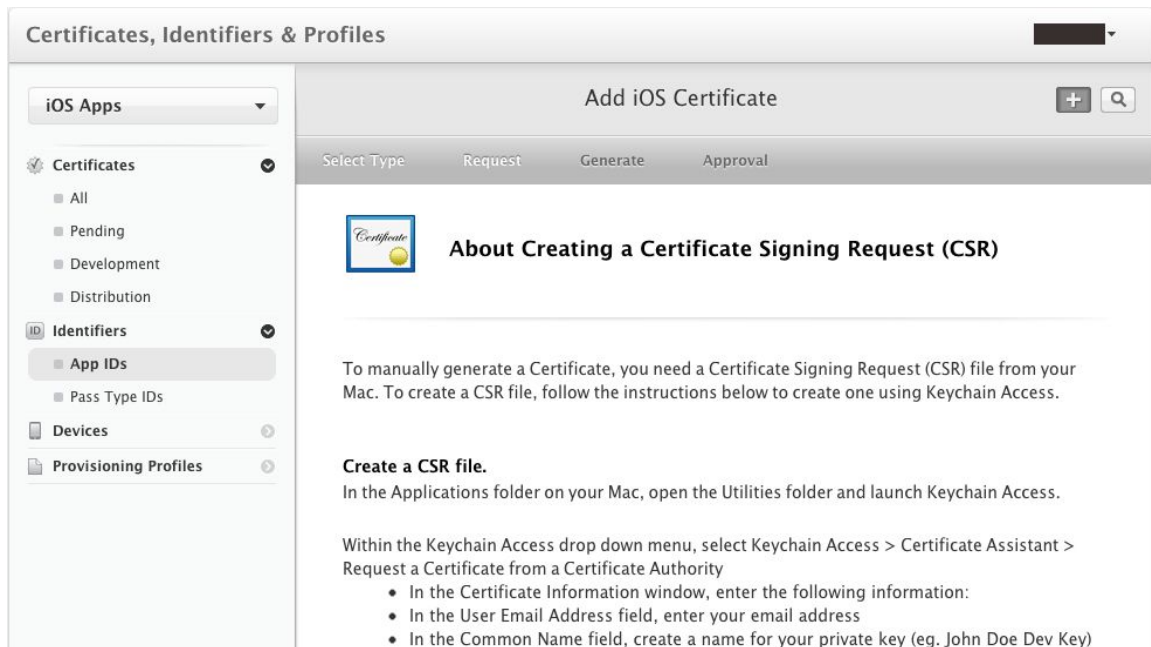 Certificates, Identifiers & Profiles
iOS Apps
Add iOS Certificate
Certificates
All
Pending
Development
Distribution
Identifiers
App IDs
Pass Type IDs
Devices
Provisioning Profiles
Select Type Request Generate Approval
Certificate
About Creating a Certificate Signing Request (CSR)
To manually generate a Certificate, you need a Certificate Signing Request (CSR) file from your
Mac. To create a CSR file, follow the instructions below to create one using Keychain Access.
Create a CSR file.
In the Applications folder on your Mac, open the Utilities folder and launch Keychain Access.
Within the Keychain Access drop down menu, select Keychain Access > Certificate Assistant >
Request a Certificate from a Certificate Authority
• In the Certificate Information window, enter the following information:
• In the User Email Address field, enter your email address
• In the Common Name field, create a name for your private key (eg. John Doe Dev Key)